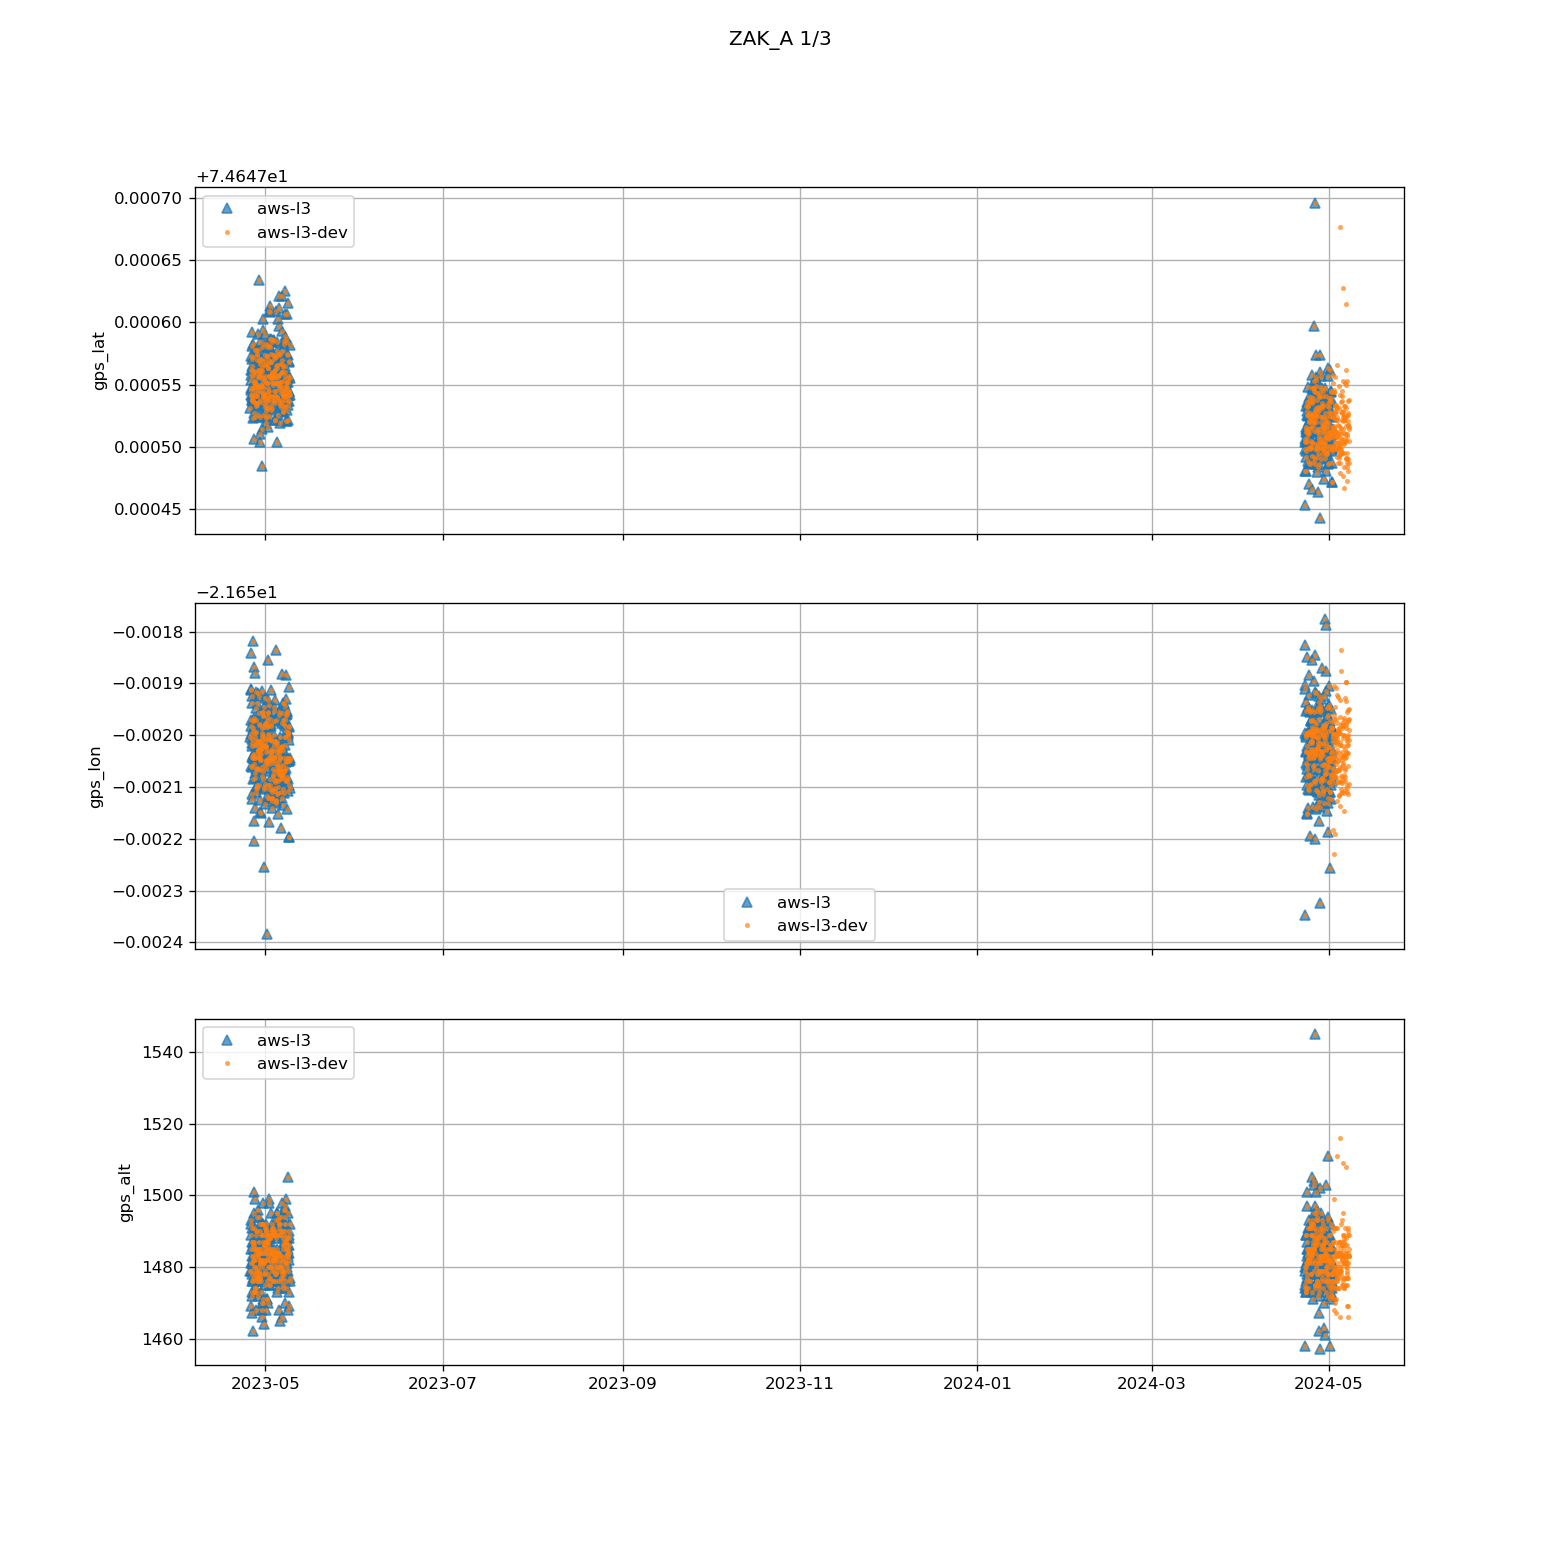 ZAK_A 1/3
+7.4647e1
0.00070
0.00065
0.00060
0.00055
0.00050
0.00045
gps_lat
aws-l3
aws-l3-dev
−2.165e1
−0.0018
−0.0019
−0.0020
−0.0021
−0.0022
−0.0023
−0.0024
gps_lon
aws-l3
aws-l3-dev
1540
1520
1500
1480
1460
gps_alt
aws-l3
aws-l3-dev
2023-05
2023-07
2023-09
2023-11
2024-01
2024-03
2024-05